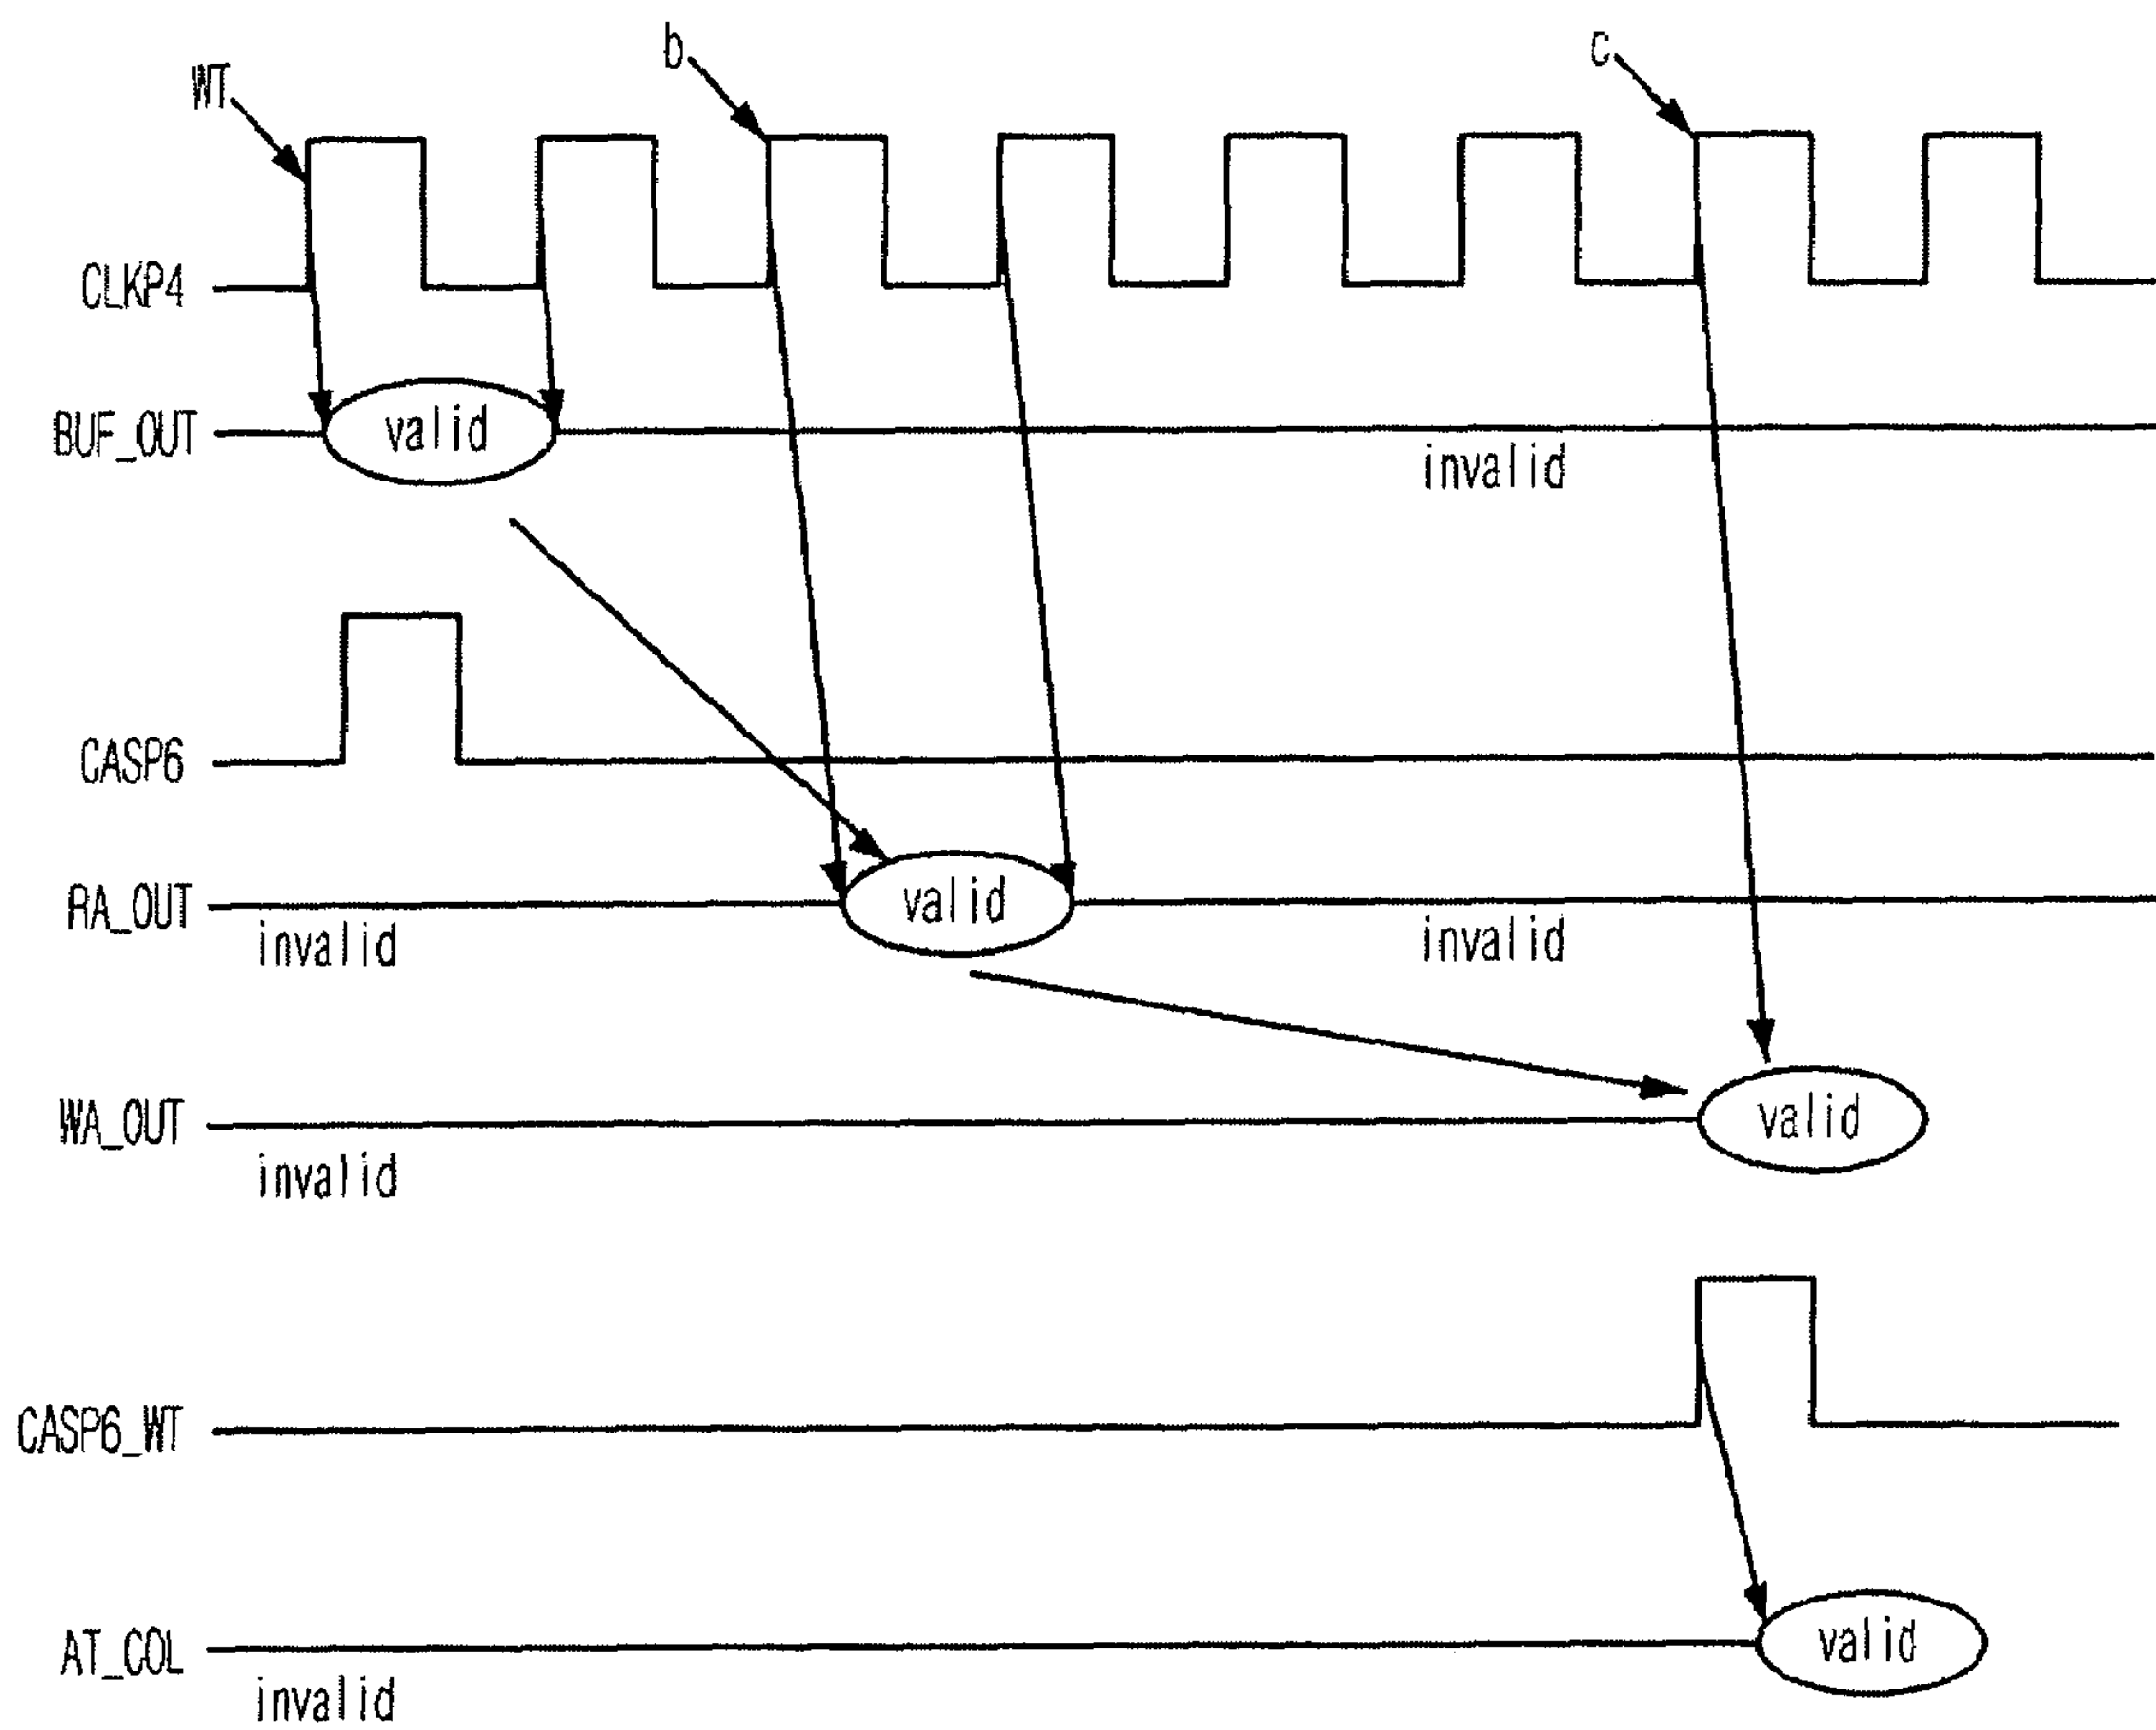 WT
b
c
CLKP4
BUF_OUT
valid
invalid
CASP6
RA_OUT
valid
invalid
invalid
WA_OUT
valid
invalid
CASP6_WT
AT_COL
valid
invalid